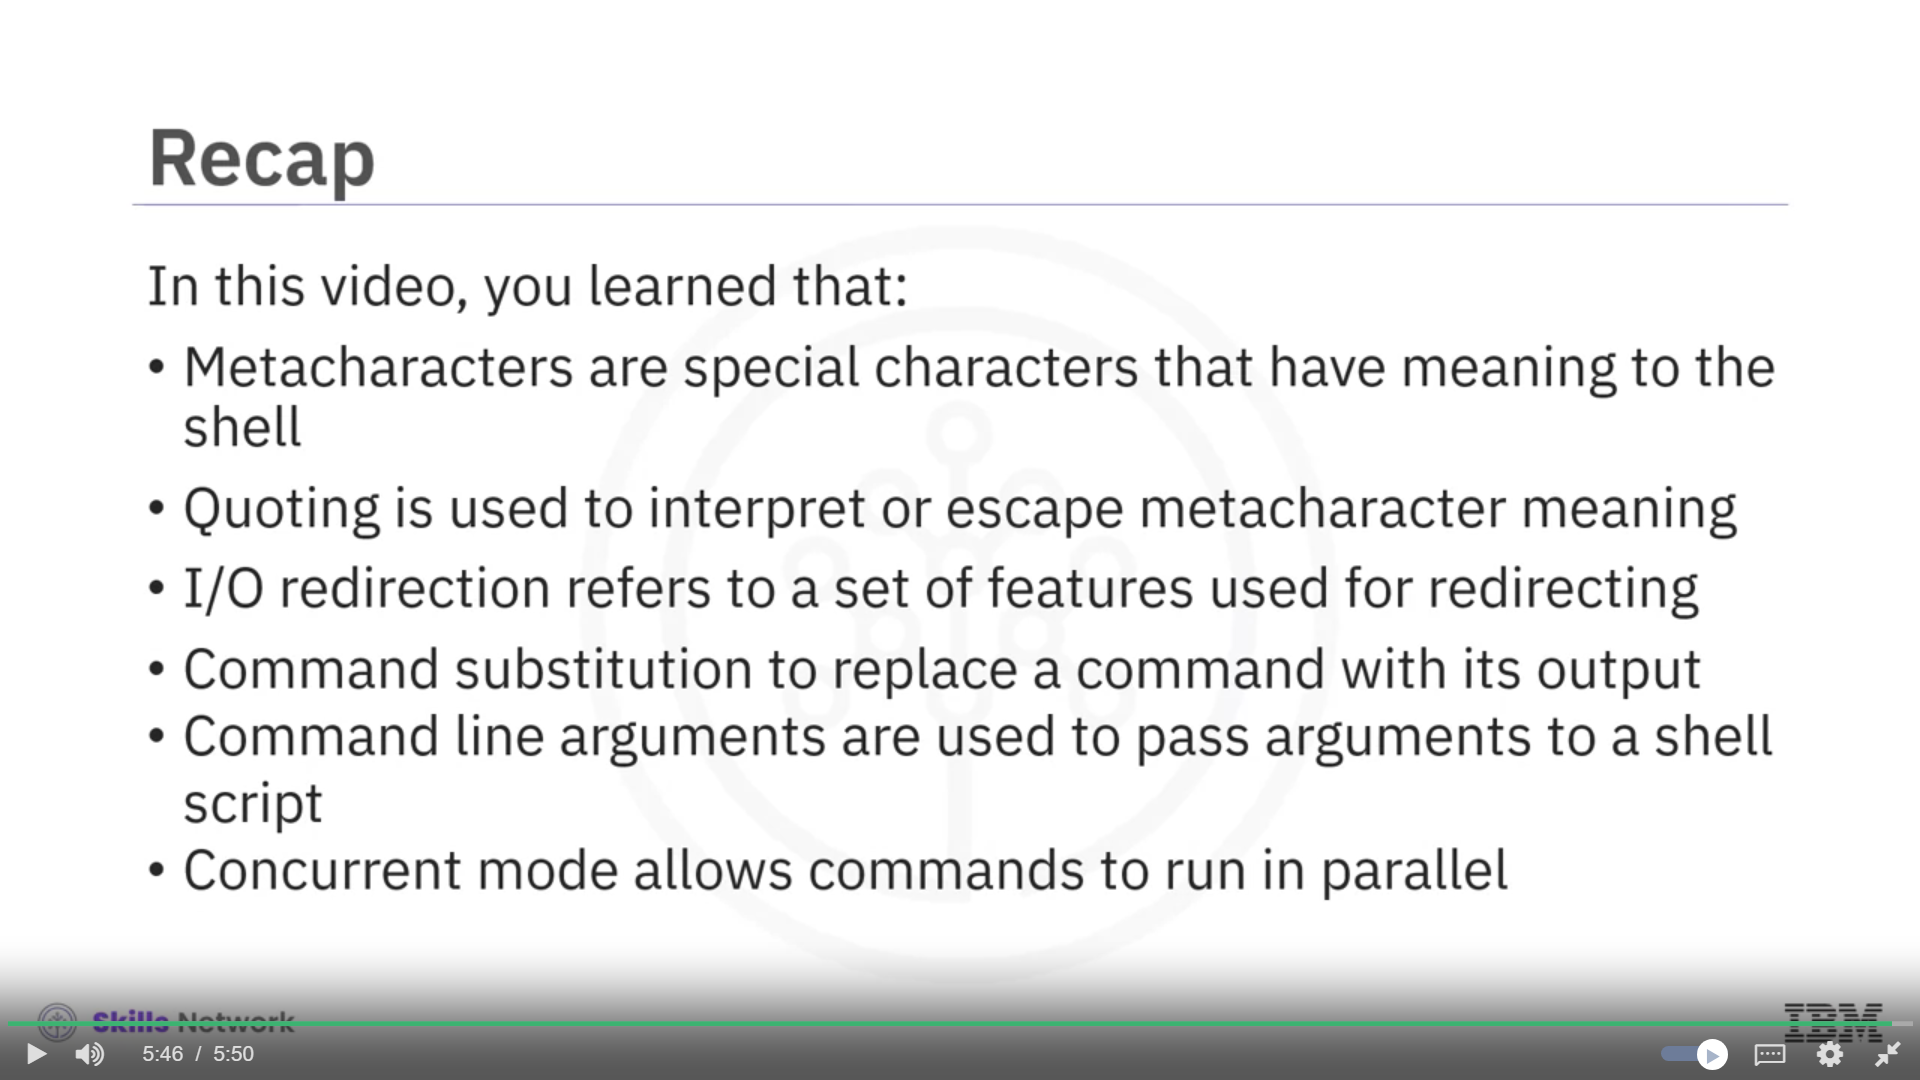 Recap
In this video, you learned that:
• Metacharacters are special characters that have meaning to the
shell
• Quoting is used to interpret or escape metacharacter meaning
• I/O redirection refers to a set of features used for redirecting
• Command substitution to replace a command with its output
• Command line arguments are used to pass arguments to a shell
script
• Concurrent mode allows commands to run in parallel
Skills Network
IBM
5:46 / 5:50